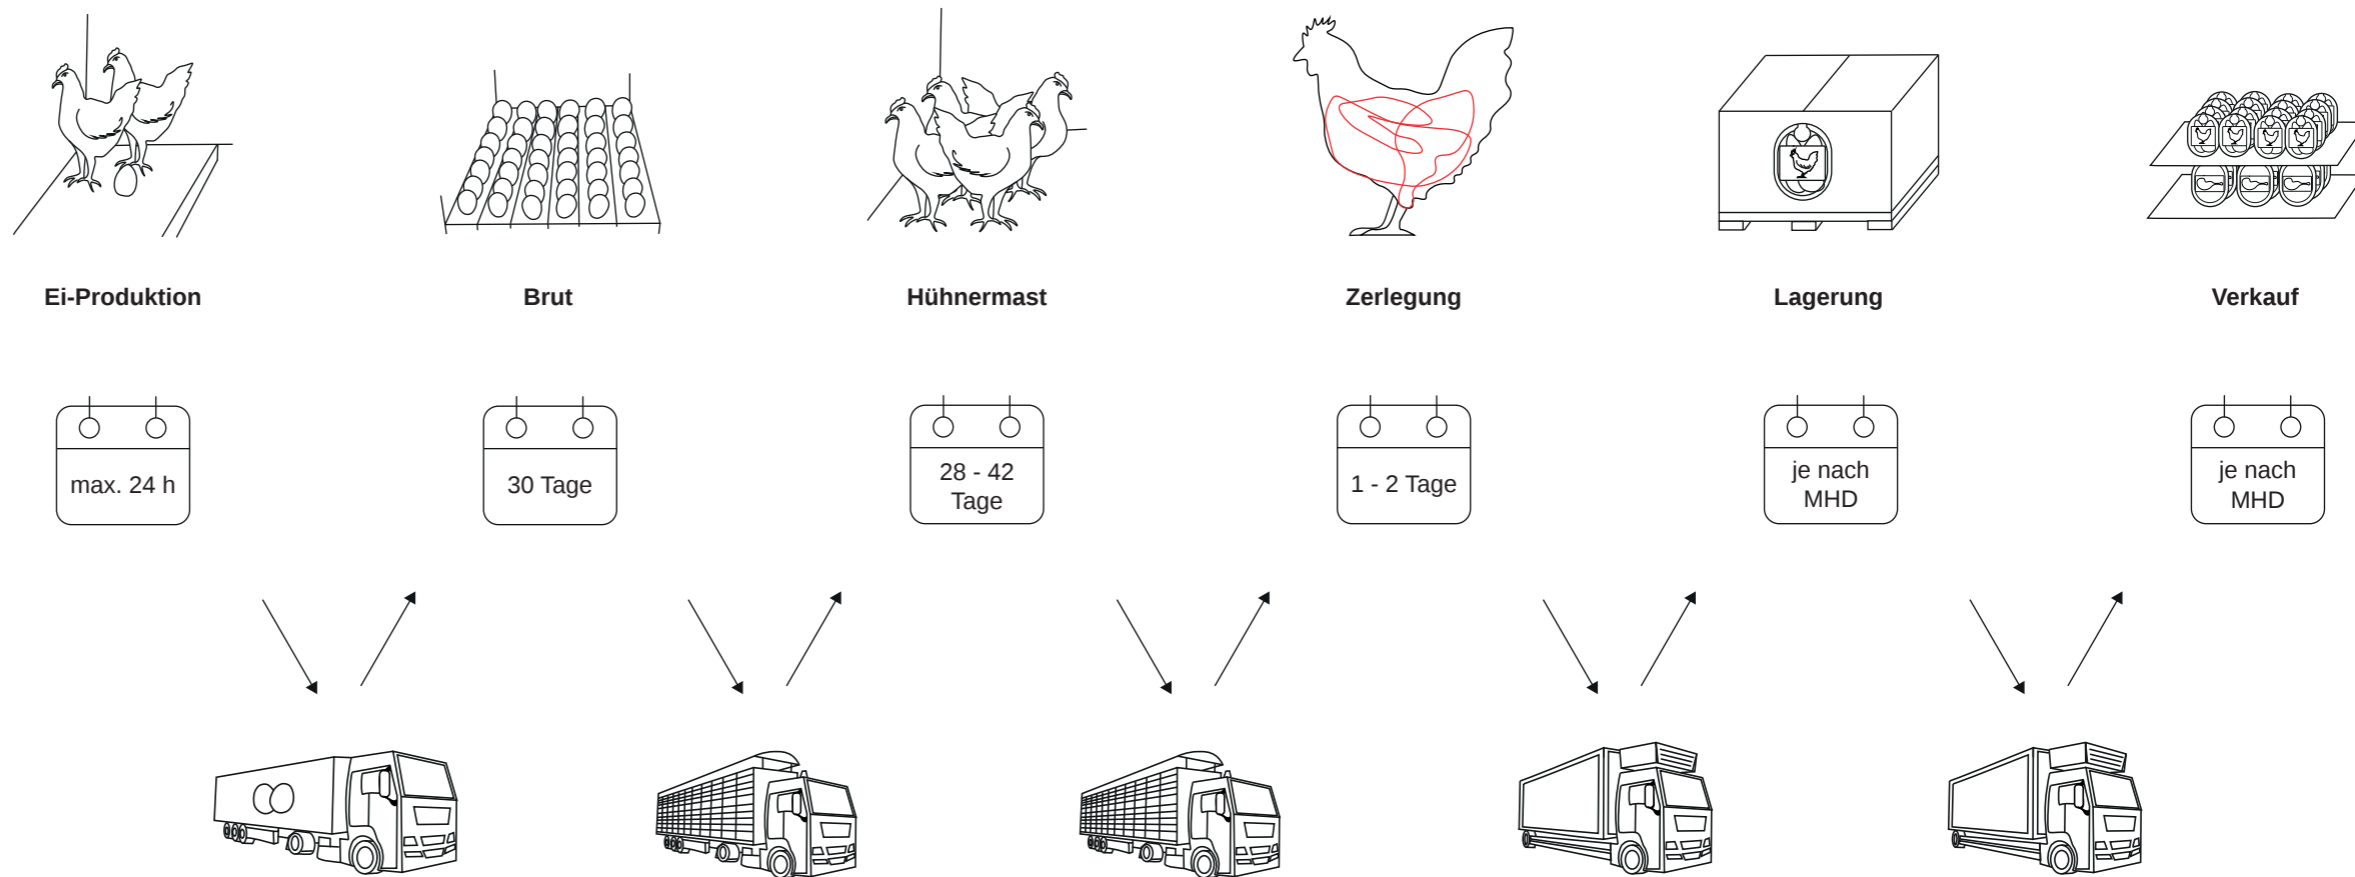 Ei-Produktion
Brut
Hühnermast
Zerlegung
Lagerung
Verkauf
max. 24 h
30 Tage
28 - 42
Tage
1 - 2 Tage
je nach
MHD
je nach
MHD